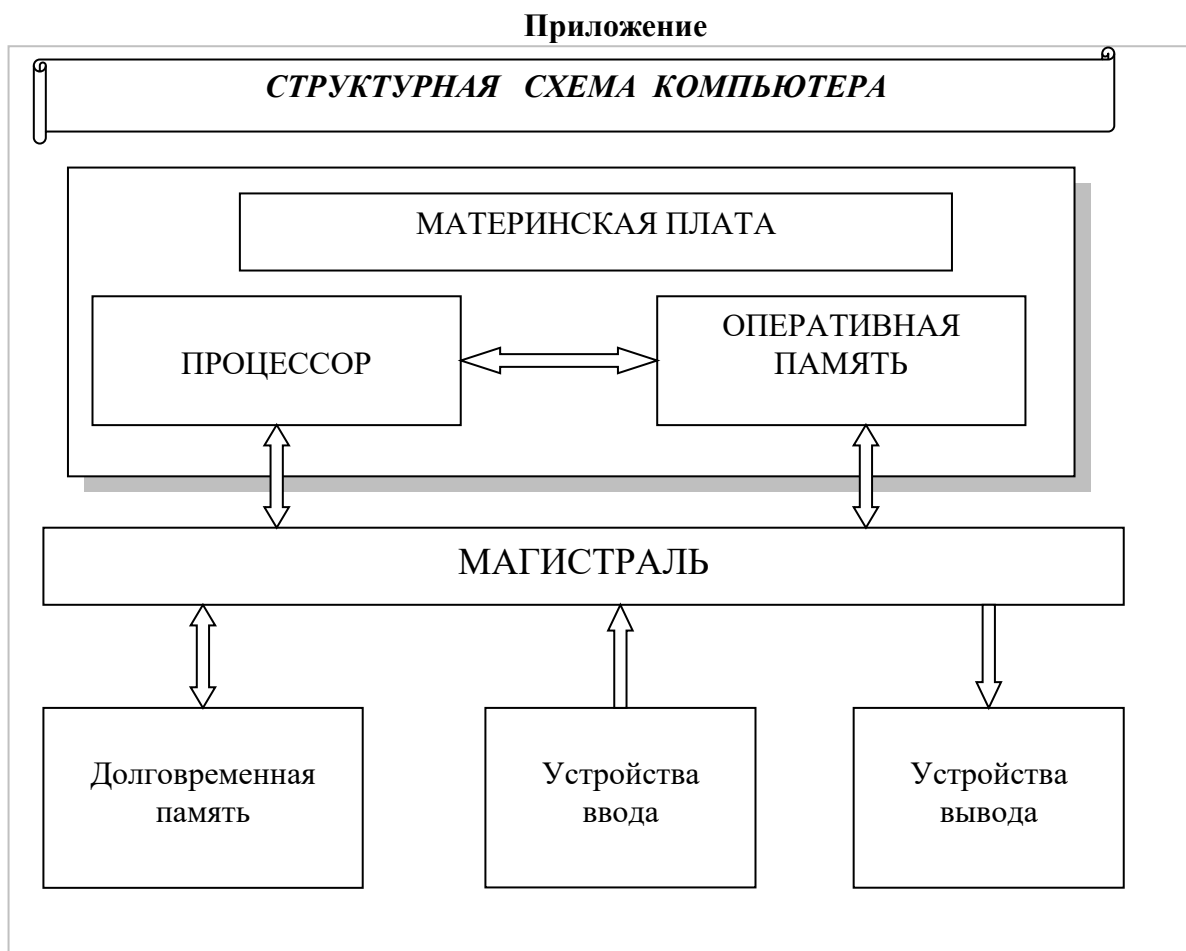 Приложение
СТРУКТУРНАЯ СХЕМА КОМПЬЮТЕРА
МАТЕРИНСКАЯ ПЛАТА
ПРОЦЕССОР
ОПЕРАТИВНАЯ
ПАМЯТЬ
МАГИСТРАЛЬ
Долговременная
память
Устройства
ввода
Устройства
вывода